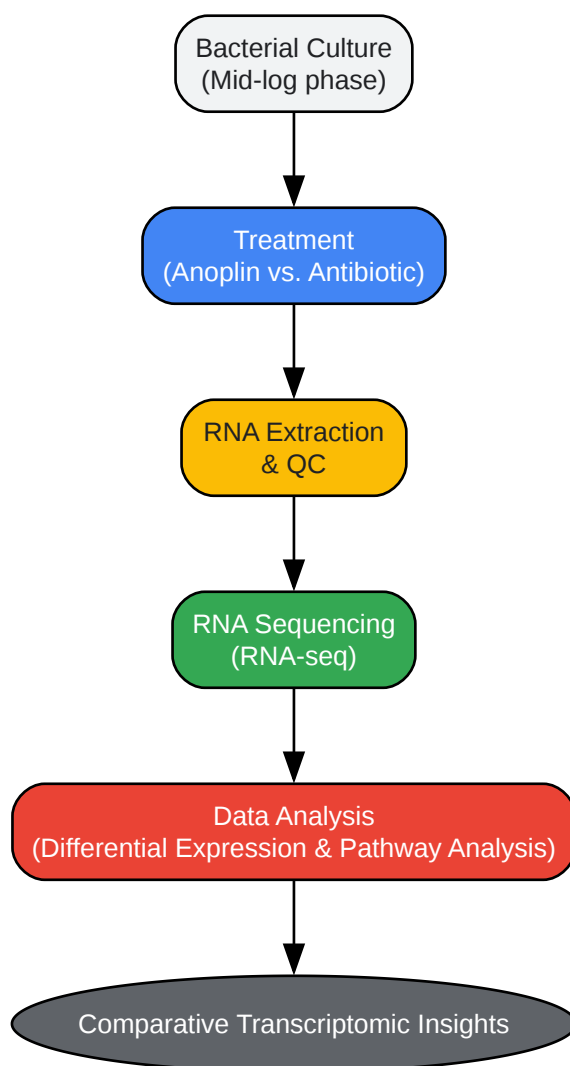 Bacterial Culture
(Mid-log phase)
Treatment
(Anoplin vs. Antibiotic)
RNA Extraction
& QC
RNA Sequencing
(RNA-seq)
Data Analysis
(Differential Expression & Pathway Analysis)
Comparative Transcriptomic Insights